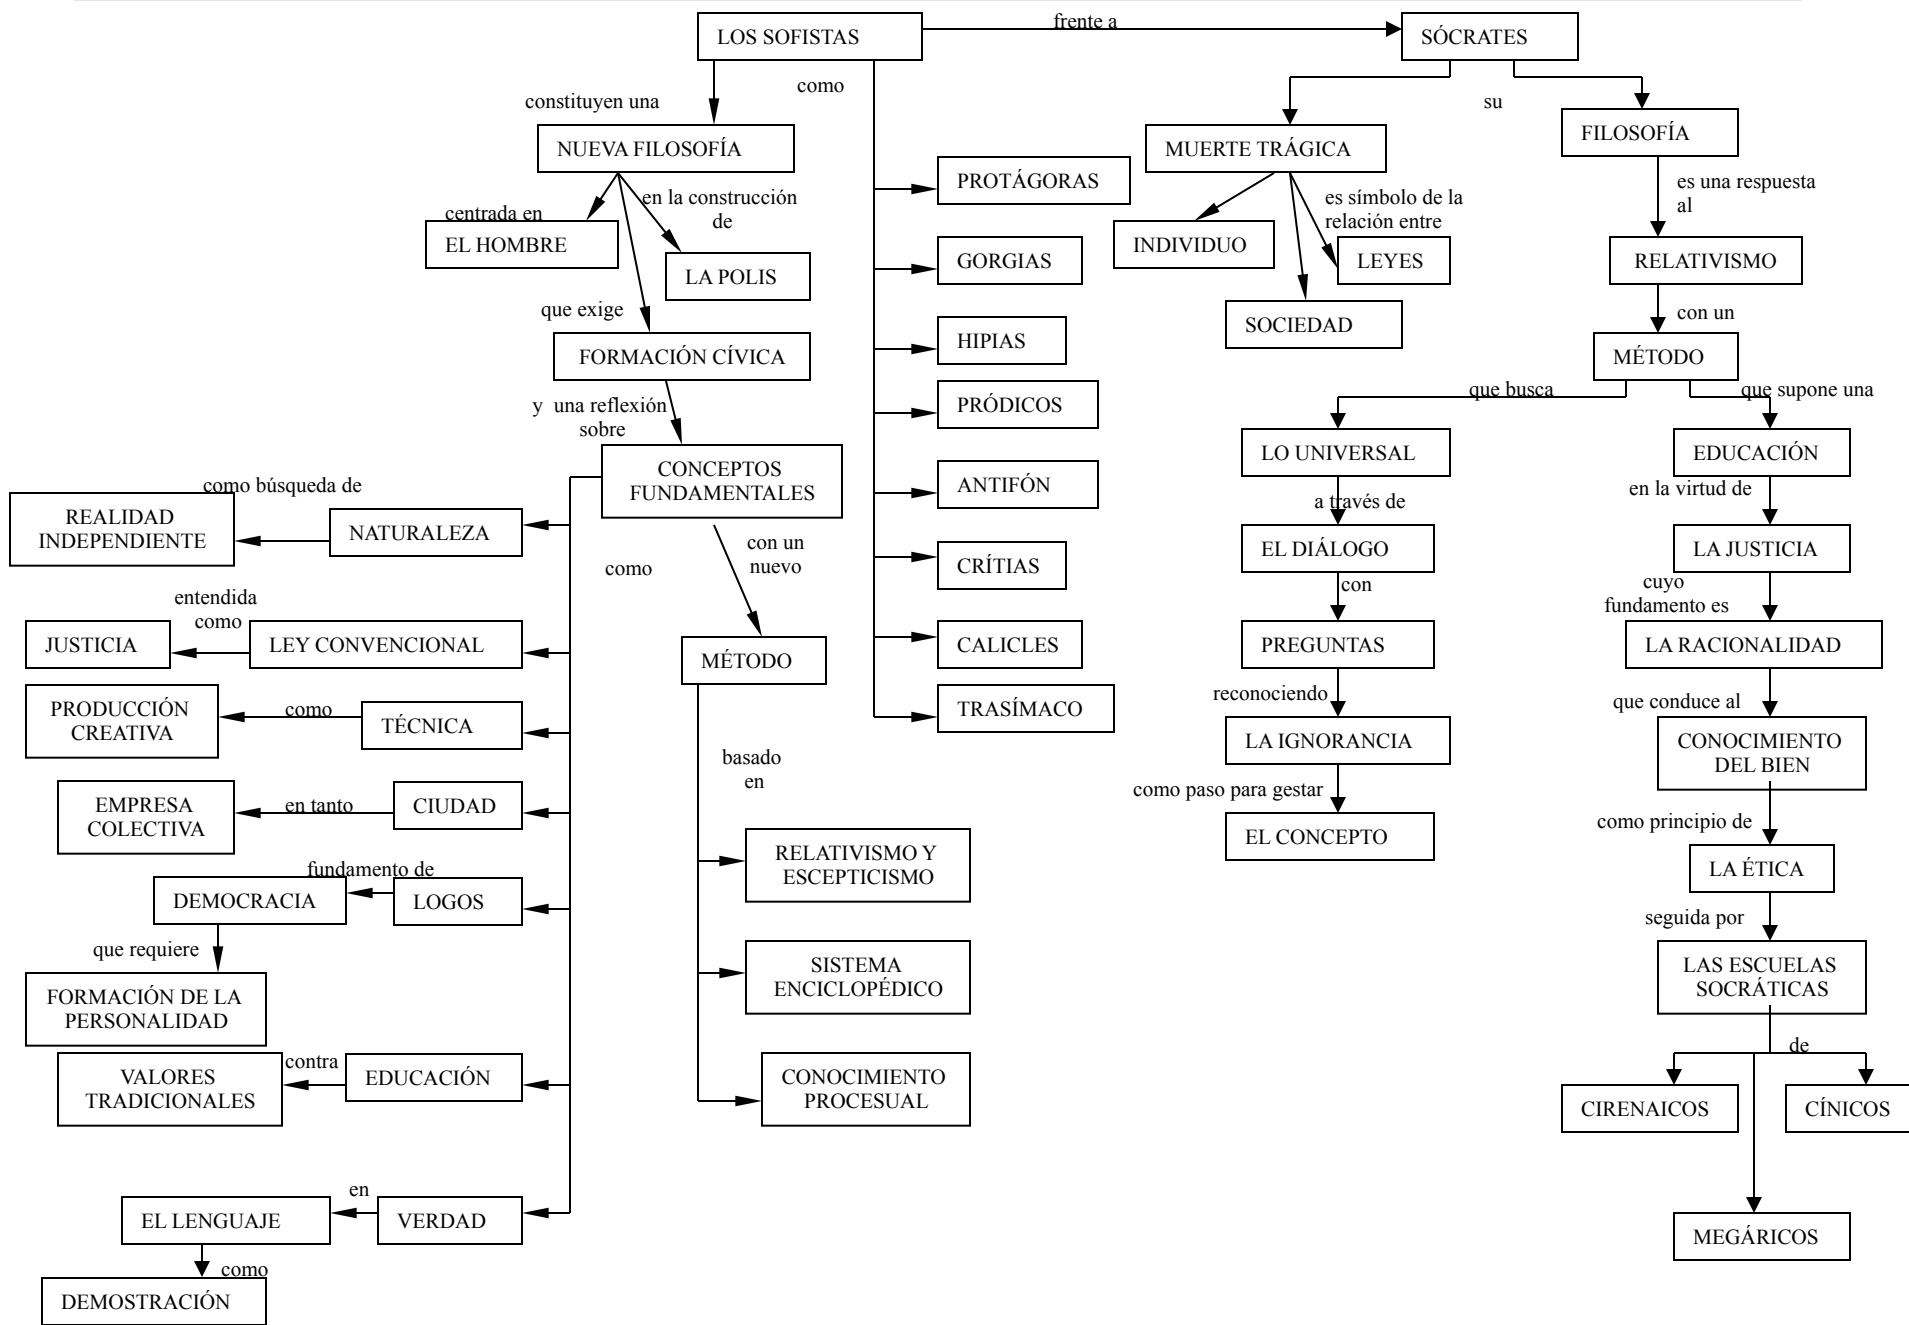 LOS SOFISTAS
frente a
SÓCRATES
como
constituyen una
NUEVA FILOSOFÍA
centrada en
EL HOMBRE
en la construcción
de
LA POLIS
que exige
FORMACIÓN CÍVICA
y una reflexión
sobre
CONCEPTOS
FUNDAMENTALES
como
NATURALEZA
como búsqueda de
REALIDAD
INDEPENDIENTE
LEY CONVENCIONAL
entendida
como
JUSTICIA
TÉCNICA
como
PRODUCCIÓN
CREATIVA
CIUDAD
en tanto
EMPRESA
COLECTIVA
LOGOS
fundamento de
DEMOCRACIA
que requiere
FORMACIÓN DE LA
PERSONALIDAD
EDUCACIÓN
contra
VALORES
TRADICIONALES
VERDAD
en
EL LENGUAJE
como
DEMOSTRACIÓN
con un
nuevo
MÉTODO
basado
en
RELATIVISMO Y
ESCEPTICISMO
SISTEMA
ENCICLOPÉDICO
CONOCIMIENTO
PROCESUAL
PROTÁGORAS
GORGIAS
HIPIAS
PRÓDICOS
ANTIFÓN
CRÍTIAS
CALICLES
TRASÍMACO
su
MUERTE TRÁGICA
es símbolo de la
relación entre
INDIVIDUO
LEYES
SOCIEDAD
FILOSOFÍA
es una respuesta
al
RELATIVISMO
con un
MÉTODO
que busca
LO UNIVERSAL
a través de
EL DIÁLOGO
con
PREGUNTAS
reconociendo
LA IGNORANCIA
como paso para gestar
EL CONCEPTO
que supone una
EDUCACIÓN
en la virtud de
LA JUSTICIA
cuyo
fundamento es
LA RACIONALIDAD
que conduce al
CONOCIMIENTO
DEL BIEN
como principio de
LA ÉTICA
seguida por
LAS ESCUELAS
SOCRÁTICAS
de
CIRENAICOS
CÍNICOS
MEGÁRICOS